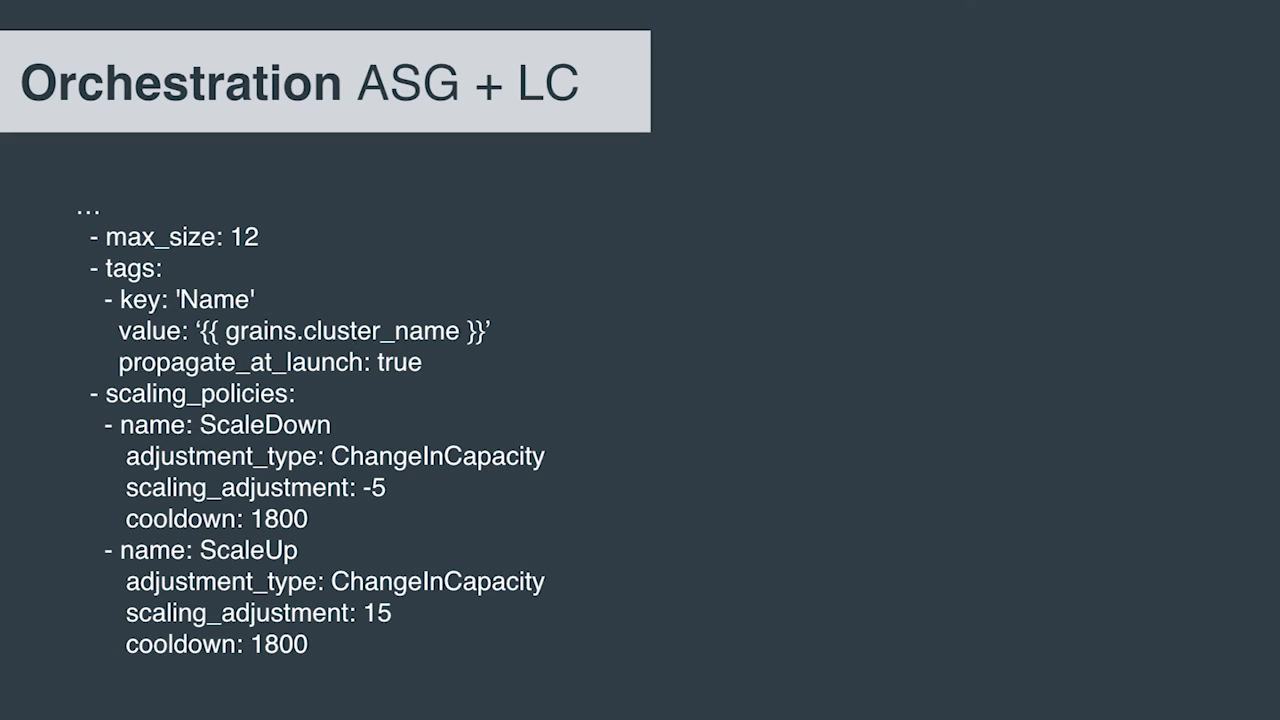 Orchestration ASG + LC
…
- max_size: 12
- tags:
- key: 'Name'
value: ‘{{ grains.cluster_name }}’
propagate_at_launch: true
- scaling_policies:
- name: ScaleDown
adjustment_type: ChangeInCapacity
scaling_adjustment: -5
cooldown: 1800
- name: ScaleUp
adjustment_type: ChangeInCapacity
scaling_adjustment: 15
cooldown: 1800